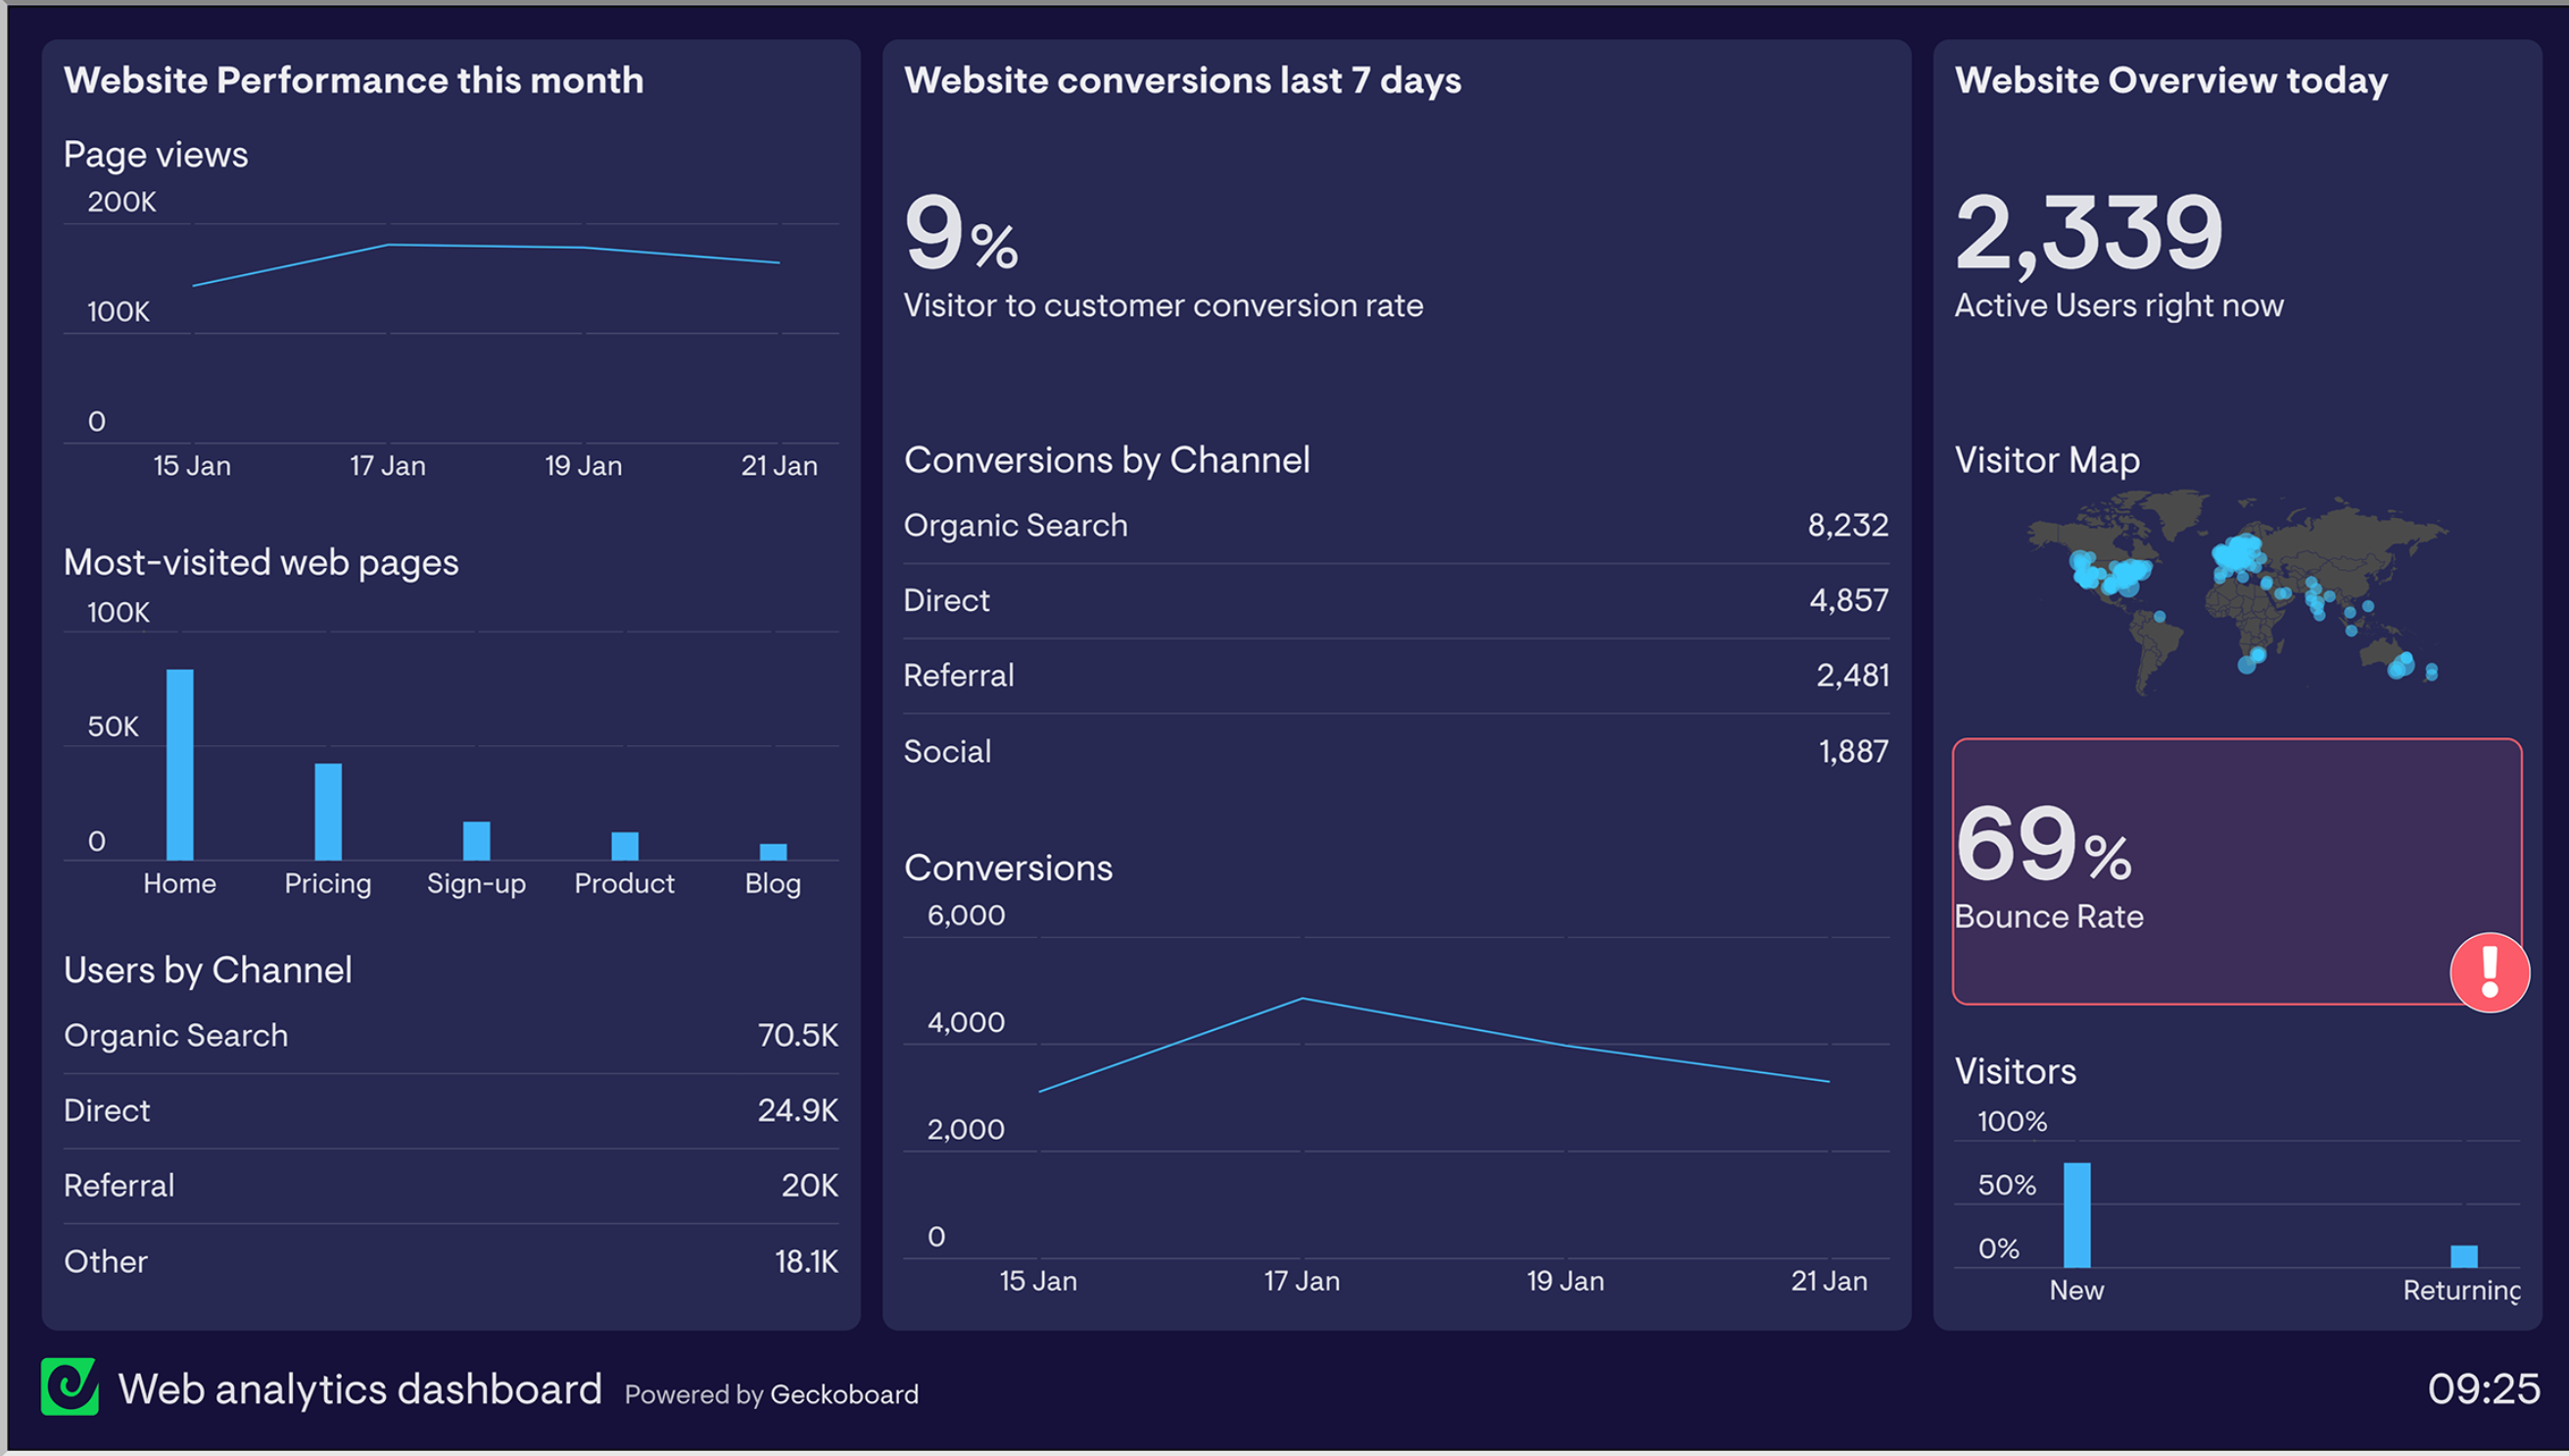 Website Performance this month
Page views
200K
100K
0
15 Jan 17 Jan 19 Jan 21 Jan
Most-visited web pages
100K
50K
0
Home Pricing Sign-up Product Blog
Users by Channel
Organic Search 70.5K
Direct 24.9K
Referral 20K
Other 18.1K
Website conversions last 7 days
9%
Visitor to customer conversion rate
Conversions by Channel
Organic Search 8,232
Direct 4,857
Referral 2,481
Social 1,887
Conversions
6,000
4,000
2,000
0
15 Jan 17 Jan 19 Jan 21 Jan
Website Overview today
2,339
Active Users right now
Visitor Map
69%
Bounce Rate
!
Visitors
100%
50%
0%
New Returning
Web analytics dashboard Powered by Geckoboard
09:25